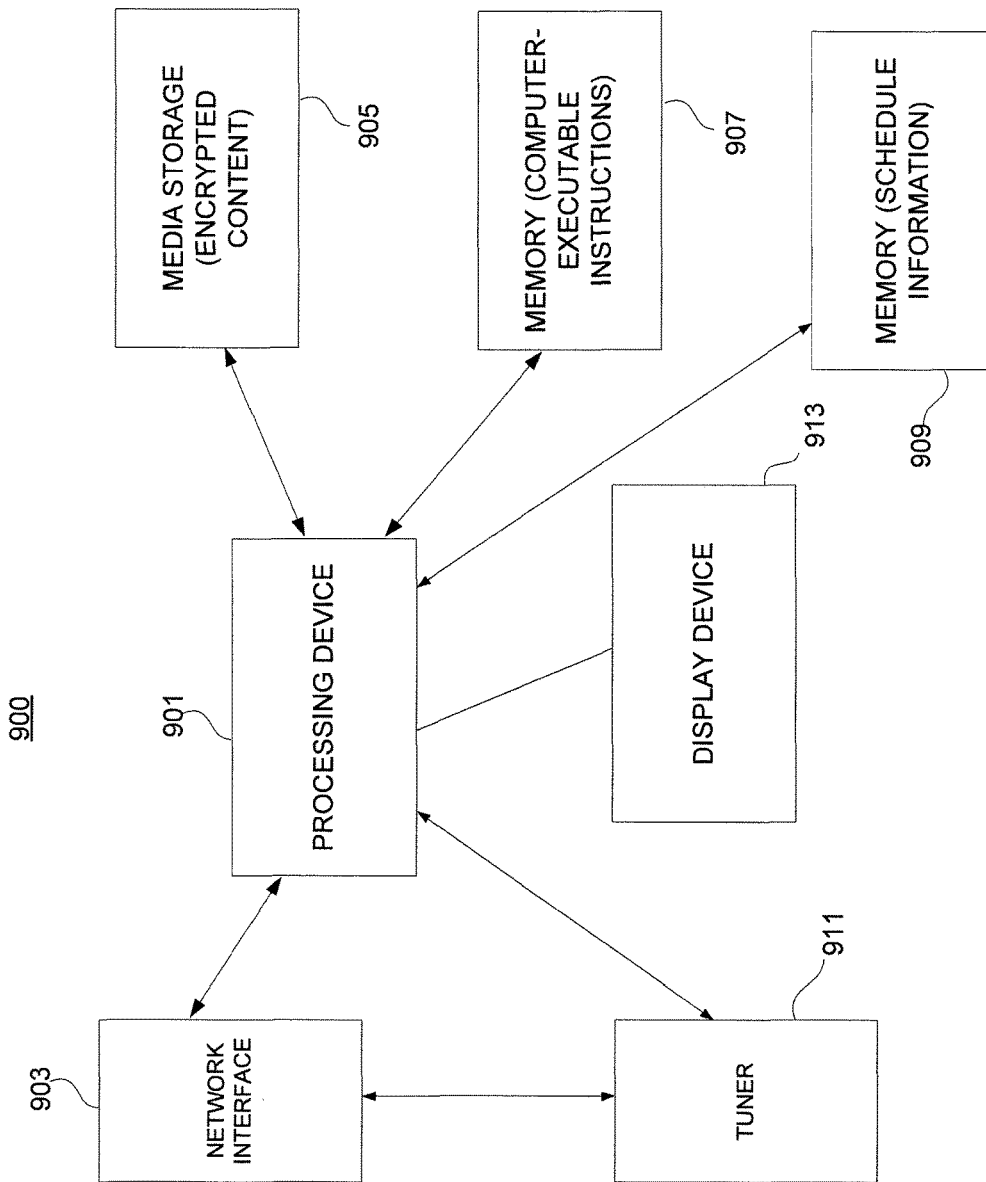 900
903
NETWORK
INTERFACE
901
PROCESSING DEVICE
MEDIA STORAGE
(ENCRYPTED
CONTENT)
905
MEMORY (COMPUTER-
EXECUTABLE
INSTRUCTIONS)
907
TUNER
911
DISPLAY DEVICE
913
MEMORY (SCHEDULE
INFORMATION)
909